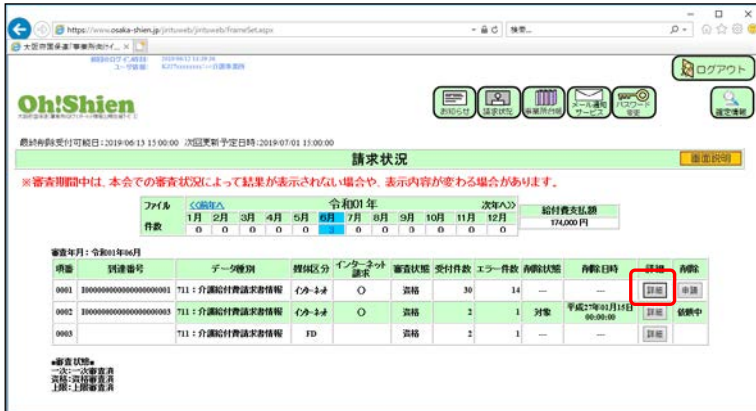 https://www.osaka-shien.jp/jintuweb/jintuweb/FrameSet.aspx
検索...
ログアウト
Oh!Shien
お知らせ
請求状況
事業所台帳
メール通知
サービス
パスワード
変更
審査情報
最終削除受付可能日:2019/06/13 15:00:00 次回更新予定日時:2019/07/01 15:00:00
請求状況
画面説明
※審査期間中は、本会での審査状況によって結果が表示されない場合や、表示内容が変わる場合があります。
ファイル 件数
<<前年へ 令和01年 次年へ>>
1月 2月 3月 4月 5月 6月 7月 8月 9月 10月 11月 12月
0 0 0 0 0 3 0 0 0 0 0 0
給付費支払額
174,000円
審査年月:令和01年06月
項番 到達番号 データ種別 媒体区分 インターネット請求 審査状態 受付件数 エラー件数 削除状態 削除日時 詳細 削除
0001 711:介護給付費請求書情報 インターネット ○ 資格 30 14 --- --- 詳細 申請
0002 711:介護給付費請求書情報 インターネット ○ 資格 2 1 対象 平成27年01月15日 00:00:00 詳細 依頼中
0003 711:介護給付費請求書情報 FD 資格 2 1 --- --- 詳細
●審査状態●
一次:一次審査済
資格:資格審査済
上限:上限審査済